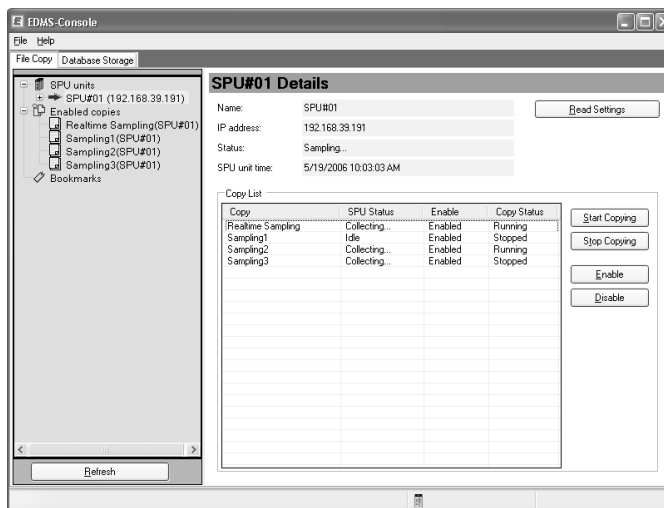 EDMS-Console
File Help
File Copy Database Storage
SPU units
SPU#01 (192.168.39.191)
Enabled copies
Realtime Sampling(SPU#01)
Sampling1(SPU#01)
Sampling2(SPU#01)
Sampling3(SPU#01)
Bookmarks
Refresh
SPU#01 Details
Name: SPU#01
Read Settings
IP address: 192.168.39.191
Status: Sampling...
SPU unit time: 5/19/2006 10:03:03 AM
Copy List
Copy SPU Status Enable Copy Status
Realtime Sampling Collecting... Enabled Running
Sampling1 Idle Enabled Stopped
Sampling2 Collecting... Enabled Running
Sampling3 Collecting... Enabled Stopped
Start Copying
Stop Copying
Enable
Disable